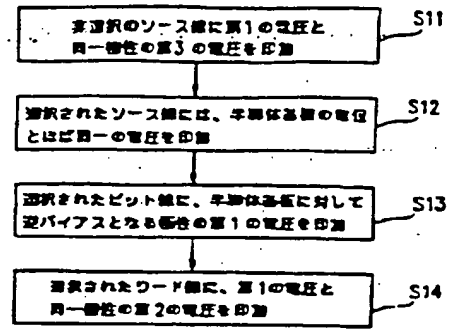 非選択のソース線に第1の電圧と S11
同一極性の第3の電圧を印加
選択されたソース線には、半導体基板の電位 S12
とほぼ同一の電圧を印加
選択されたビット線に、半導体基板に対して S13
逆バイアスとなる極性の第1の電圧を印加
選択されたワード線に、第1の電圧と S14
同一極性の第2の電圧を印加